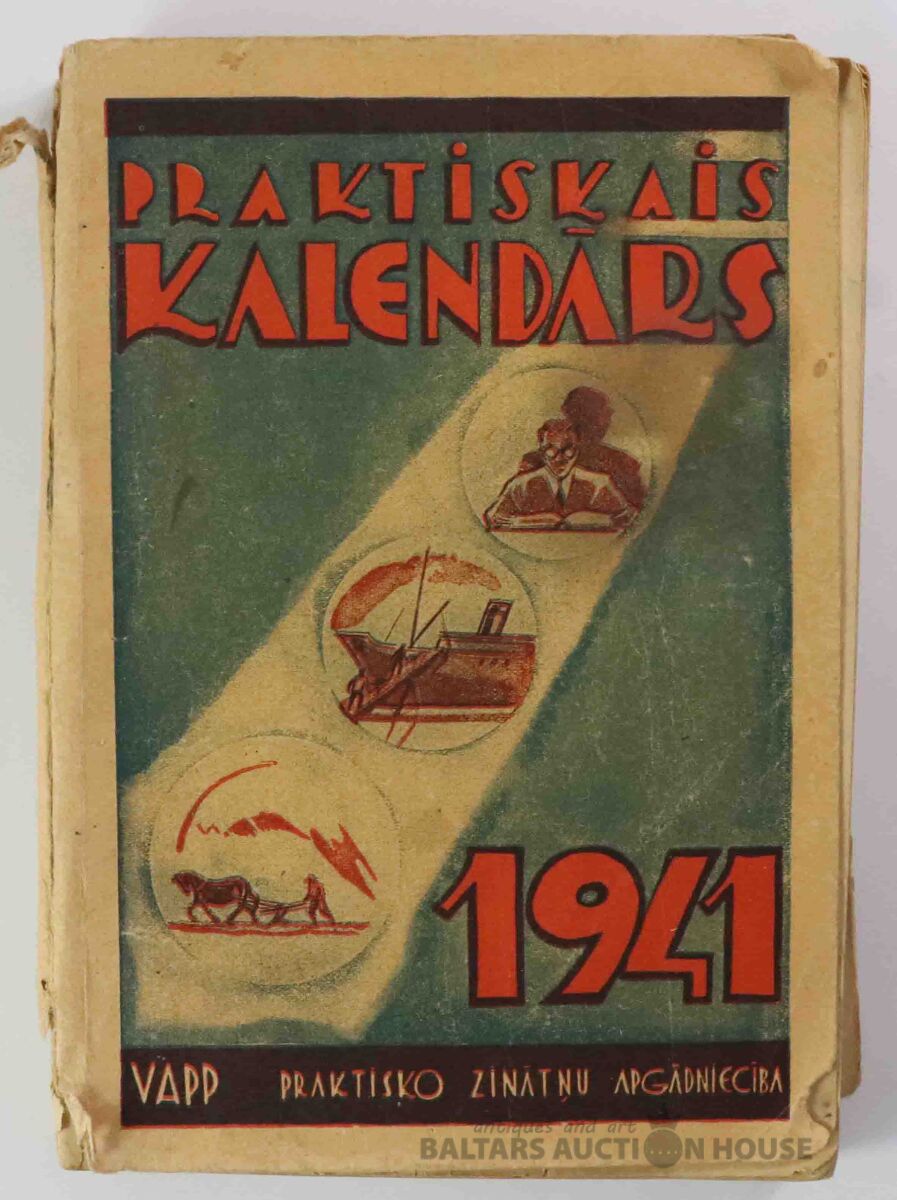 PRAKTISKAIS
KALENDĀRS
1941
VAPP PRAKTISKO ZINĀTŅU APGĀDNIECĪBA
antiques and art
BALTARS AUCTION HOUSE